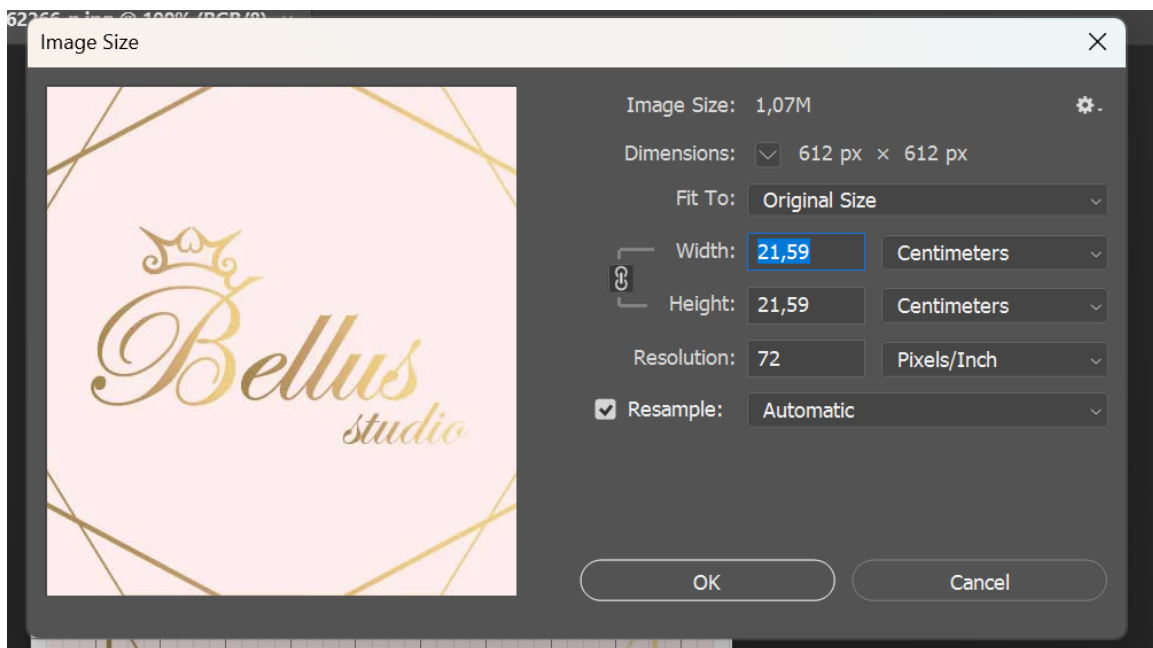 Image Size
Bellus
studio
Image Size: 1,07M
Dimensions: 612 px × 612 px
Fit To: Original Size
Width: 21,59 Centimeters
Height: 21,59 Centimeters
Resolution: 72 Pixels/Inch
Resample: Automatic
OK
Cancel